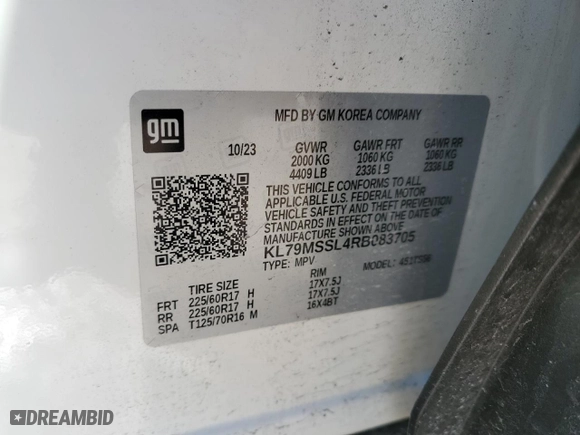 MFD BY GM KOREA COMPANY
gm
10/23 GVWR GAWR FRT GAWR RR
2000 KG 1060 KG 1060 KG
4409 LB 2336 LB 2336 LB
THIS VEHICLE CONFORMS TO ALL
APPLICABLE U.S. FEDERAL MOTOR
VEHICLE SAFETY AND THEFT
STANDARDS IN EFFECT ON THE DATE OF
MANUFACTURE SHOWN ABOVE
KL79MSSL4RB083705
TYPE: MPV MODEL:
TIRE SIZE RIM
FRT 225/60R17 H 17X7.5J
RR 225/60R17 H 17X7.5J
SPA T125/70R16 M 16X4BT
DREAMBID